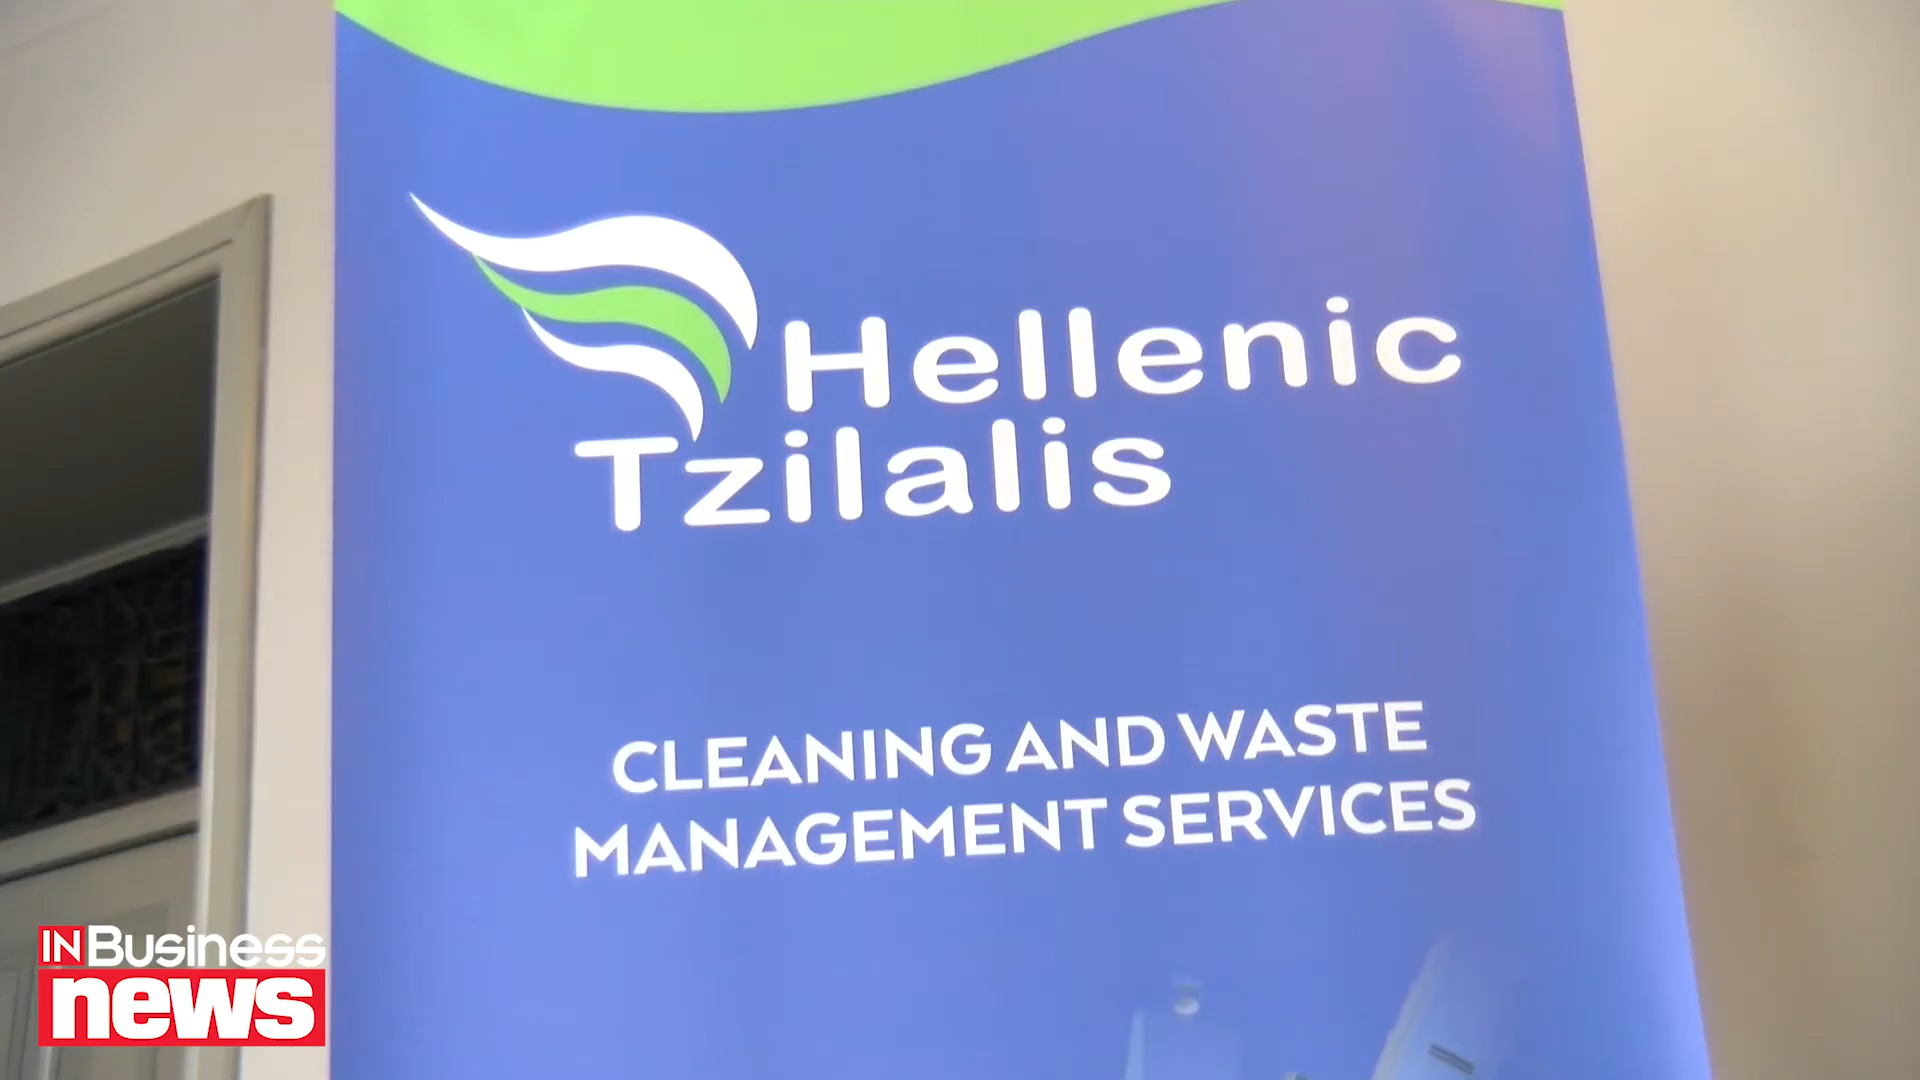 Hellenic
Tzilalis
CLEANING AND WASTE
MANAGEMENT SERVICES
IN Business
news